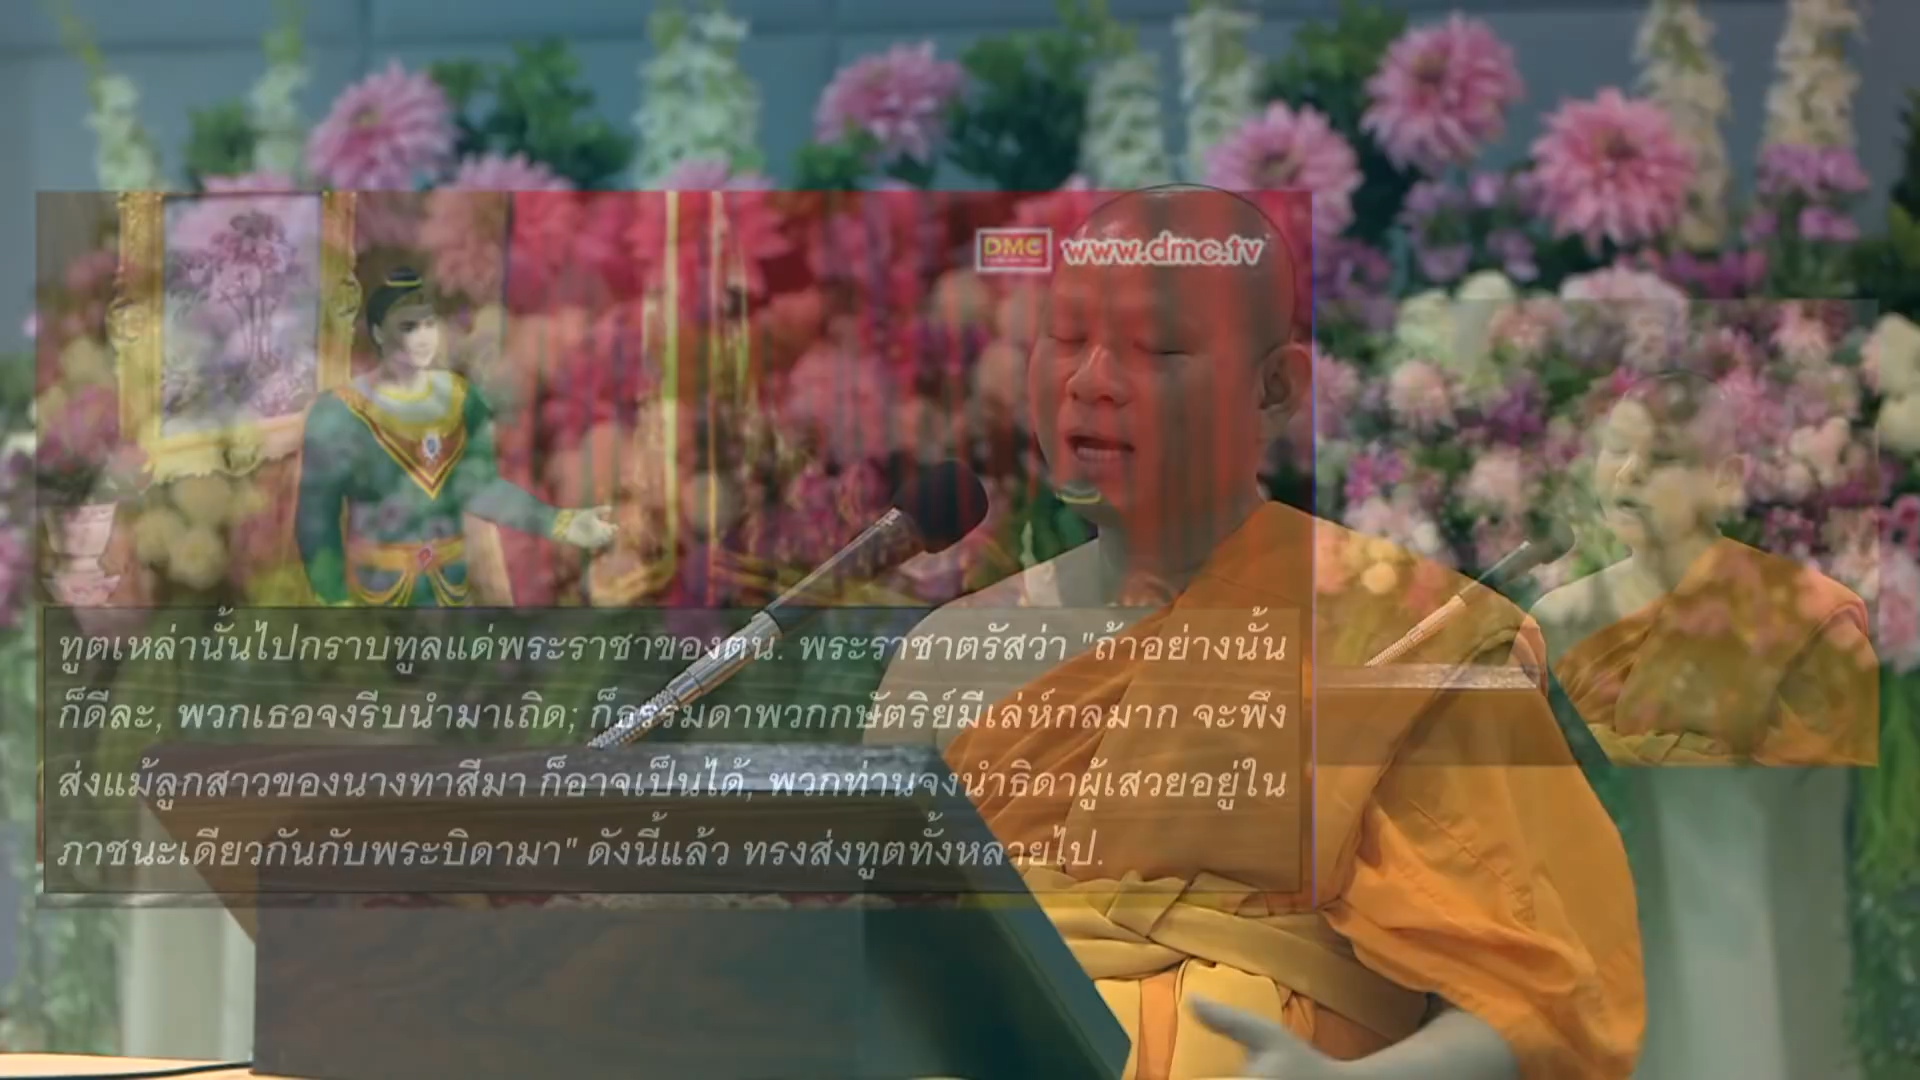 DMC www.dmc.tv
ทูตเหล่านั้นไปกราบทูลแด่พระราชาของตน. พระราชาตรัสว่า "ถ้าอย่างนั้น
ก็ดีละ, พวกเธอจงรีบนำมาเถิด; ก็ธรรมดาพวกกษัตริย์มีเล่ห์กลมาก จะพึง
ส่งแม้ลูกสาวของนางทาสีมา ก็อาจเป็นได้, พวกท่านจงนำธิดาผู้เสวยอยู่ใน
ภาชนะเดียวกันกับพระบิดามา" ดังนี้แล้ว ทรงส่งทูตทั้งหลายไป.